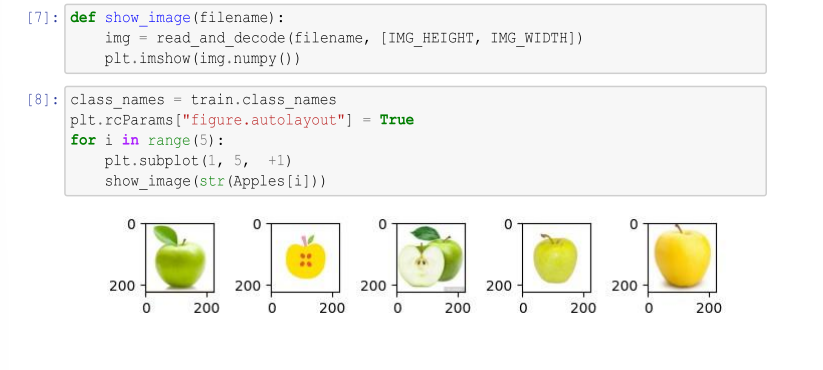 [7]: def show_image(filename):
img = read_and_decode(filename, [IMG_HEIGHT, IMG_WIDTH])
plt.imshow(img.numpy())
[8]: class_names = train.class_names
plt.rcParams["figure.autolayout"] = True
for i in range(5):
plt.subplot(1, 5, +1)
show_image(str(Apples[i]))
0 0 0 0 0
200 200 200 200 200
0 200 0 200 0 200 0 200 0 200